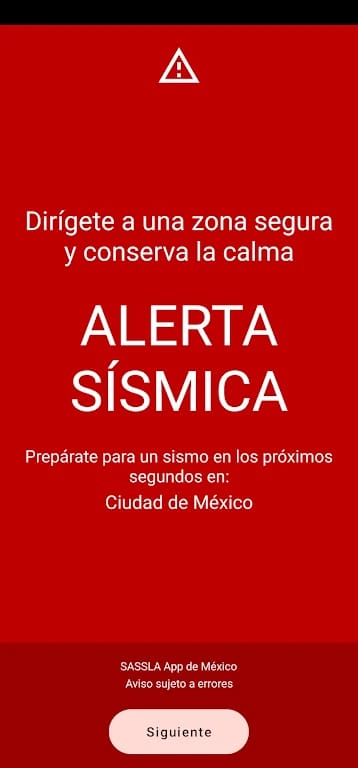 Dirígete a una zona segura
y conserva la calma
ALERTA
SÍSMICA
Prepárate para un sismo en los próximos
segundos en:
Ciudad de México
SASSLA App de México
Aviso sujeto a errores
Siguiente